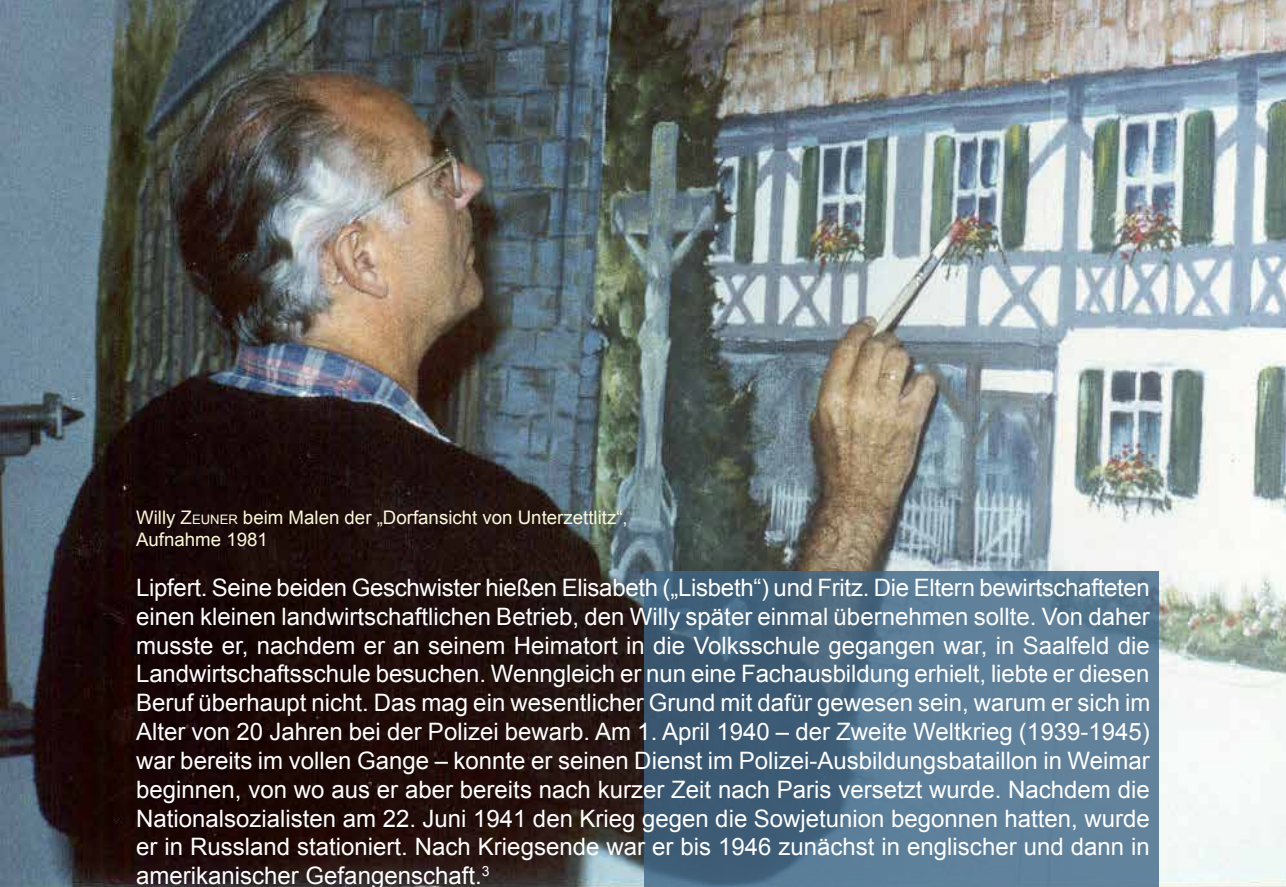 Willy ZEUNER beim Malen der „Dorfansicht von Unterzettlitz“,
Aufnahme 1981
Lipfert. Seine beiden Geschwister hießen Elisabeth („Lisbeth“) und Fritz. Die Eltern bewirtschafteten
einen kleinen landwirtschaftlichen Betrieb, den Willy später einmal übernehmen sollte. Von daher
musste er, nachdem er an seinem Heimatort in die Volksschule gegangen war, in Saalfeld die
Landwirtschaftsschule besuchen. Wenngleich er nun eine Fachausbildung erhielt, liebte er diesen
Beruf überhaupt nicht. Das mag ein wesentlicher Grund mit dafür gewesen sein, warum er sich im
Alter von 20 Jahren bei der Polizei bewarb. Am 1. April 1940 – der Zweite Weltkrieg (1939-1945)
war bereits im vollen Gange – konnte er seinen Dienst im Polizei-Ausbildungsbataillon in Weimar
beginnen, von wo aus er aber bereits nach kurzer Zeit nach Paris versetzt wurde. Nachdem die
Nationalsozialisten am 22. Juni 1941 den Krieg gegen die Sowjetunion begonnen hatten, wurde
er in Russland stationiert. Nach Kriegsende war er bis 1946 zunächst in englischer und dann in
amerikanischer Gefangenschaft.³